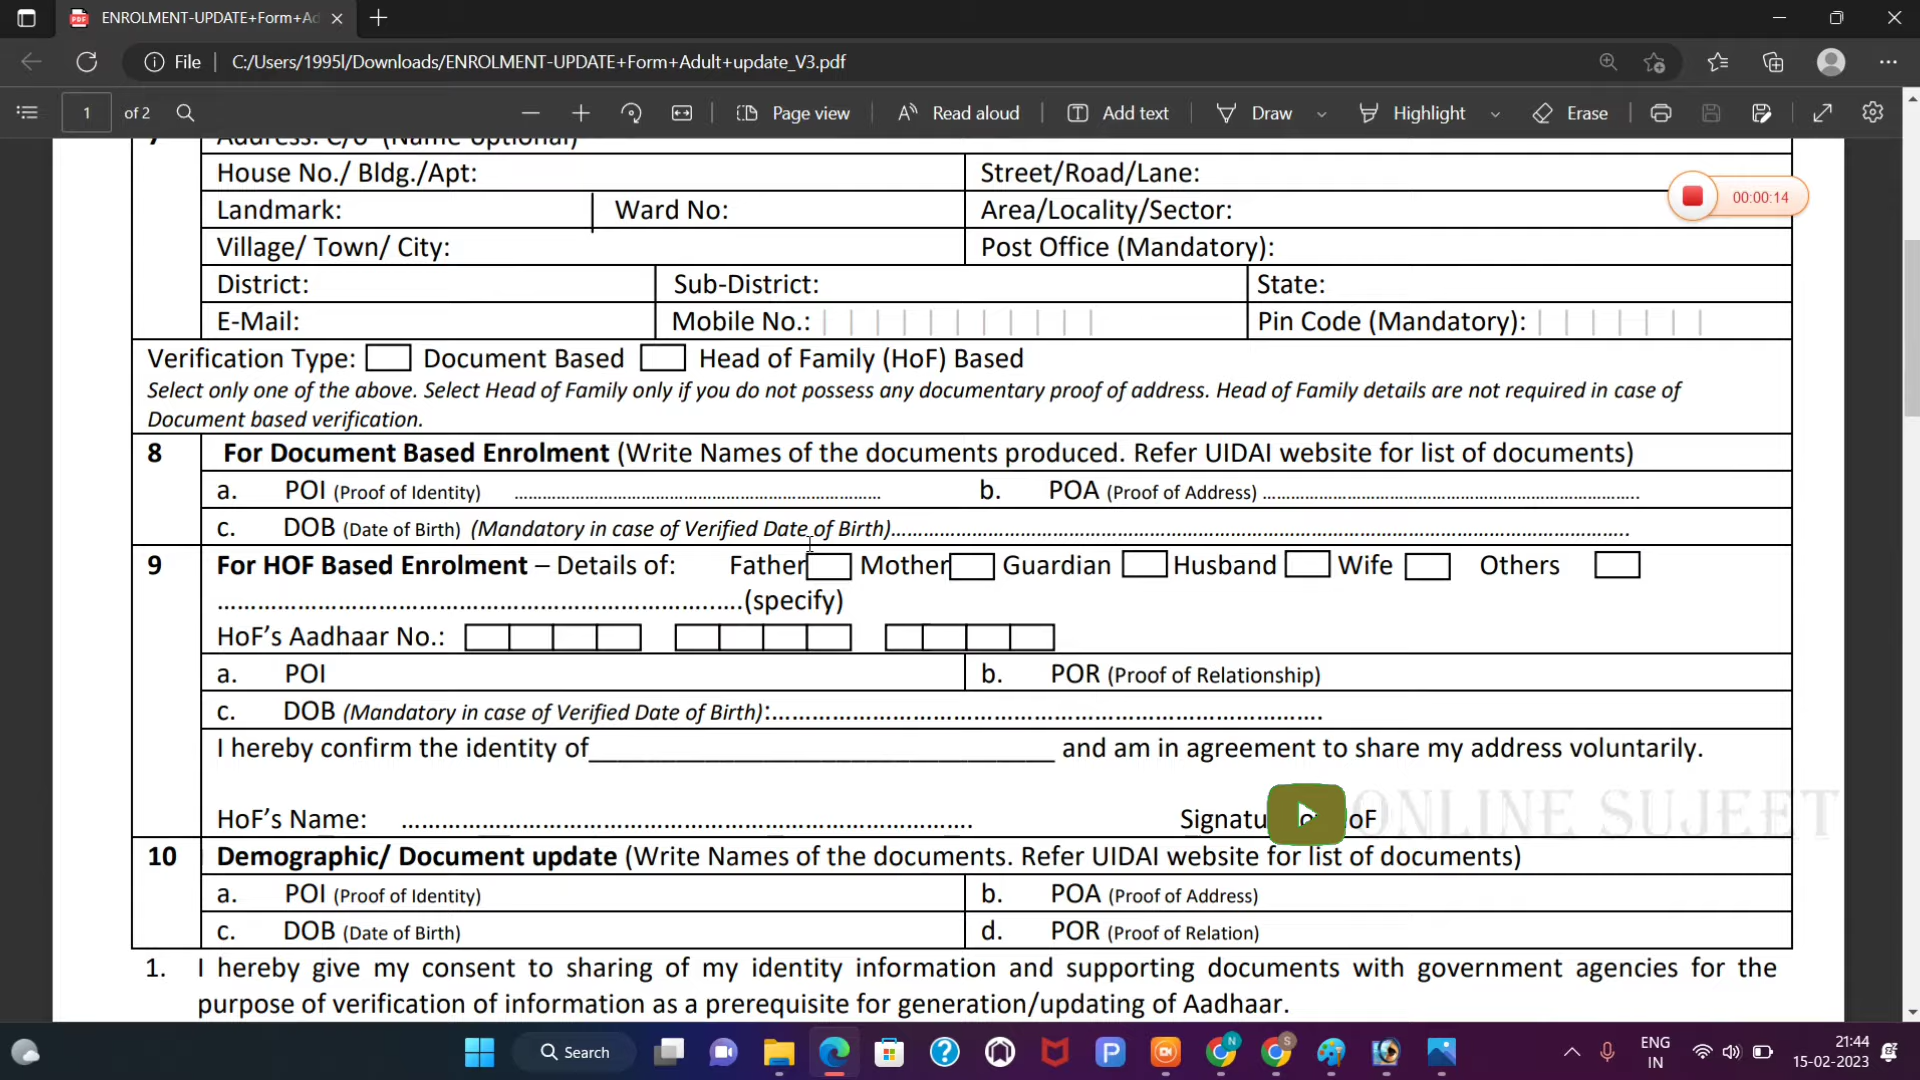 ENROLMENT-UPDATE+Form+Ad
File C:/Users/1995l/Downloads/ENROLMENT-UPDATE+Form+Adult+update_V3.pdf
1 of 2 Page view Read aloud Add text Draw Highlight Erase
7 Address: C/o (Name optional)
House No./ Bldg./Apt: Street/Road/Lane:
00:00:14
Landmark: Ward No: Area/Locality/Sector:
Village/ Town/ City: Post Office (Mandatory):
District: Sub-District: State:
E-Mail: Mobile No.: Pin Code (Mandatory):
Verification Type: Document Based Head of Family (HoF) Based
Select only one of the above. Select Head of Family only if you do not possess any documentary proof of address. Head of Family details are not required in case of
Document based verification.
8 For Document Based Enrolment (Write Names of the documents produced. Refer UIDAI website for list of documents)
a. POI (Proof of Identity) ........................ b. POA (Proof of Address) ........................
c. DOB (Date of Birth) (Mandatory in case of Verified Date of Birth)........................
9 For HOF Based Enrolment – Details of: Father Mother Guardian Husband Wife Others
........................(specify)
HoF’s Aadhaar No.:
a. POI b. POR (Proof of Relationship)
c. DOB (Mandatory in case of Verified Date of Birth):........................
I hereby confirm the identity of______________________________ and am in agreement to share my address voluntarily.
ONLINE SUJEET
HoF’s Name: ........................ Signatu oF
10 Demographic/ Document update (Write Names of the documents. Refer UIDAI website for list of documents)
a. POI (Proof of Identity) b. POA (Proof of Address)
c. DOB (Date of Birth) d. POR (Proof of Relation)
1. I hereby give my consent to sharing of my identity information and supporting documents with government agencies for the
purpose of verification of information as a prerequisite for generation/updating of Aadhaar.
Search ENG 21:44
IN 15-02-2023